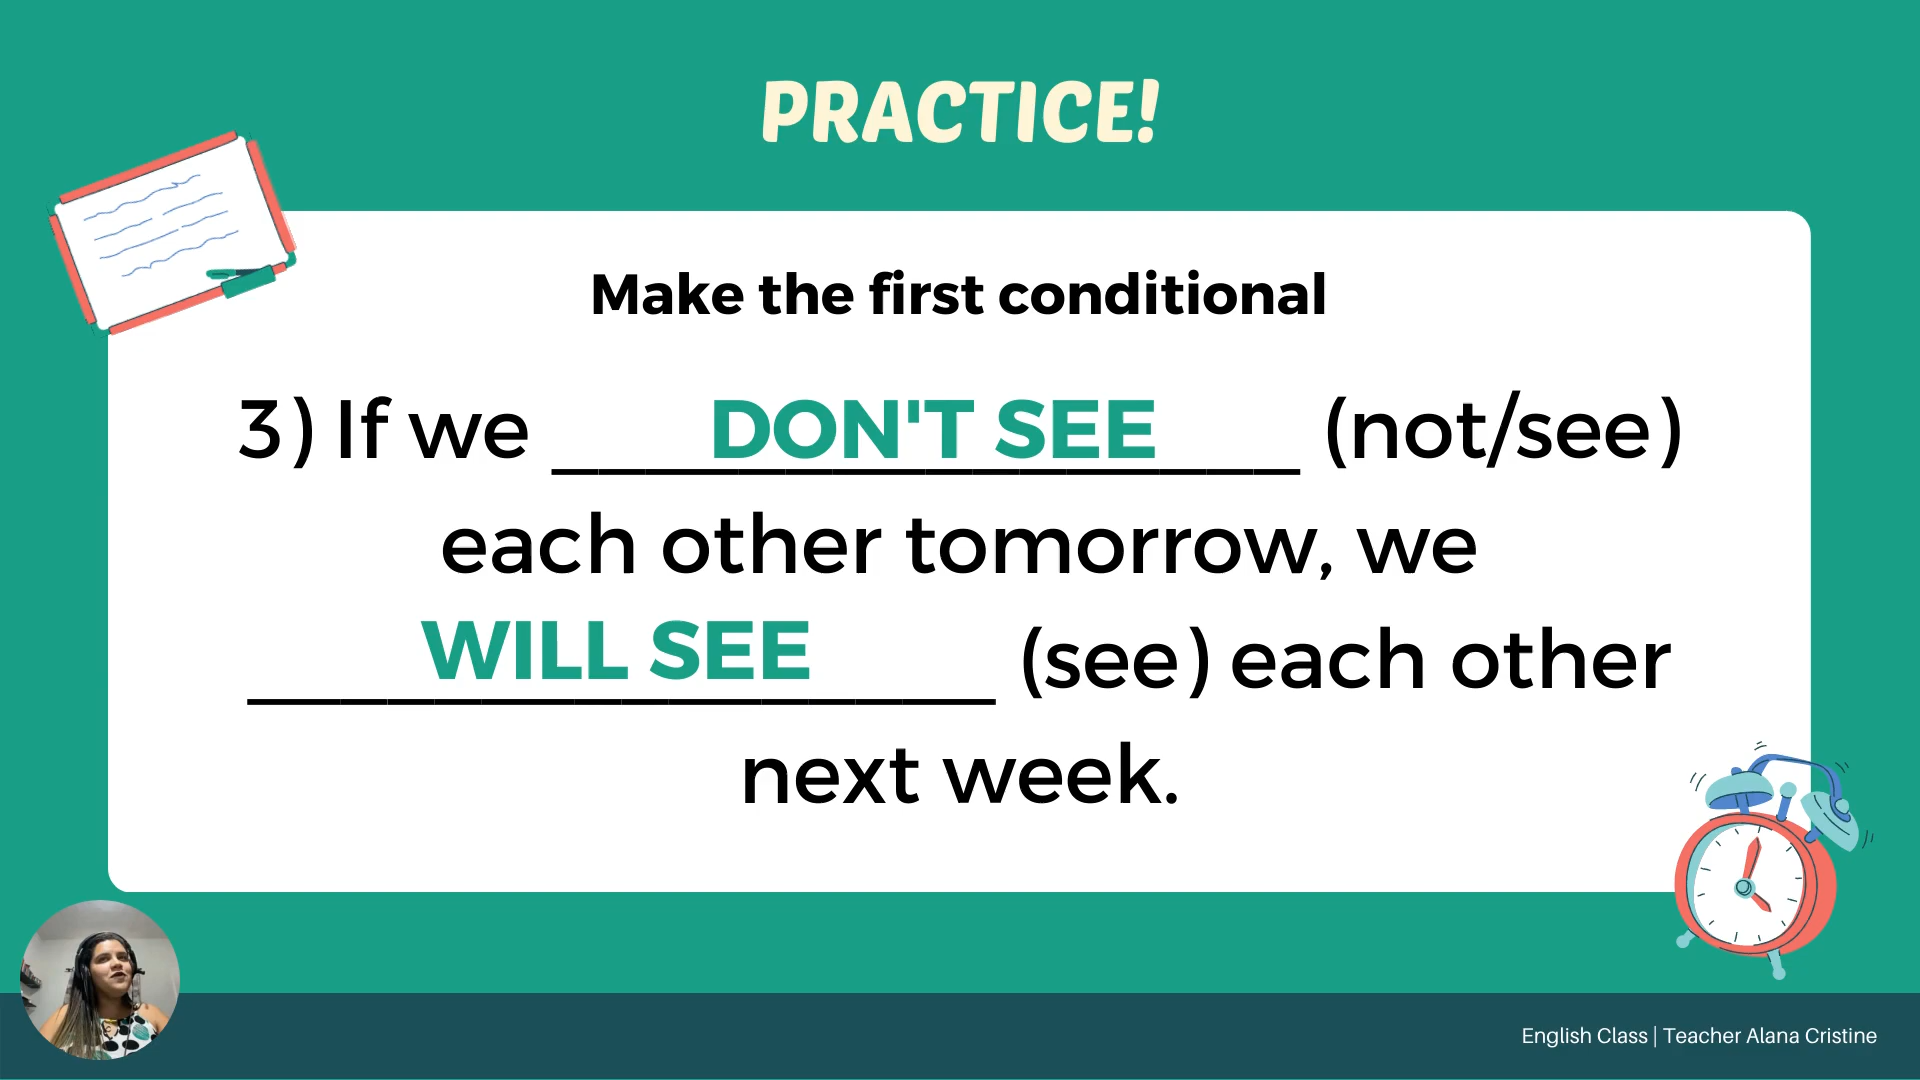 PRACTICE!
Make the first conditional
3) If we DON'T SEE (not/see)
each other tomorrow, we
WILL SEE (see) each other
next week.
English Class | Teacher Alana Cristine